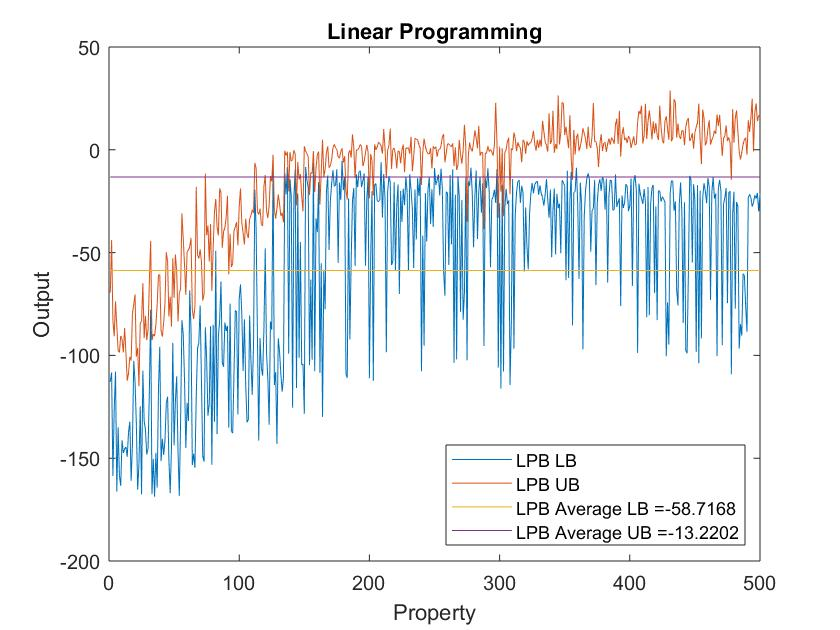 Linear Programming
50
0
-50
-100
-150
-200
Output
0
100
200
300
400
500
Property
LPB LB
LPB UB
LPB Average LB =-58.7168
LPB Average UB =-13.2202